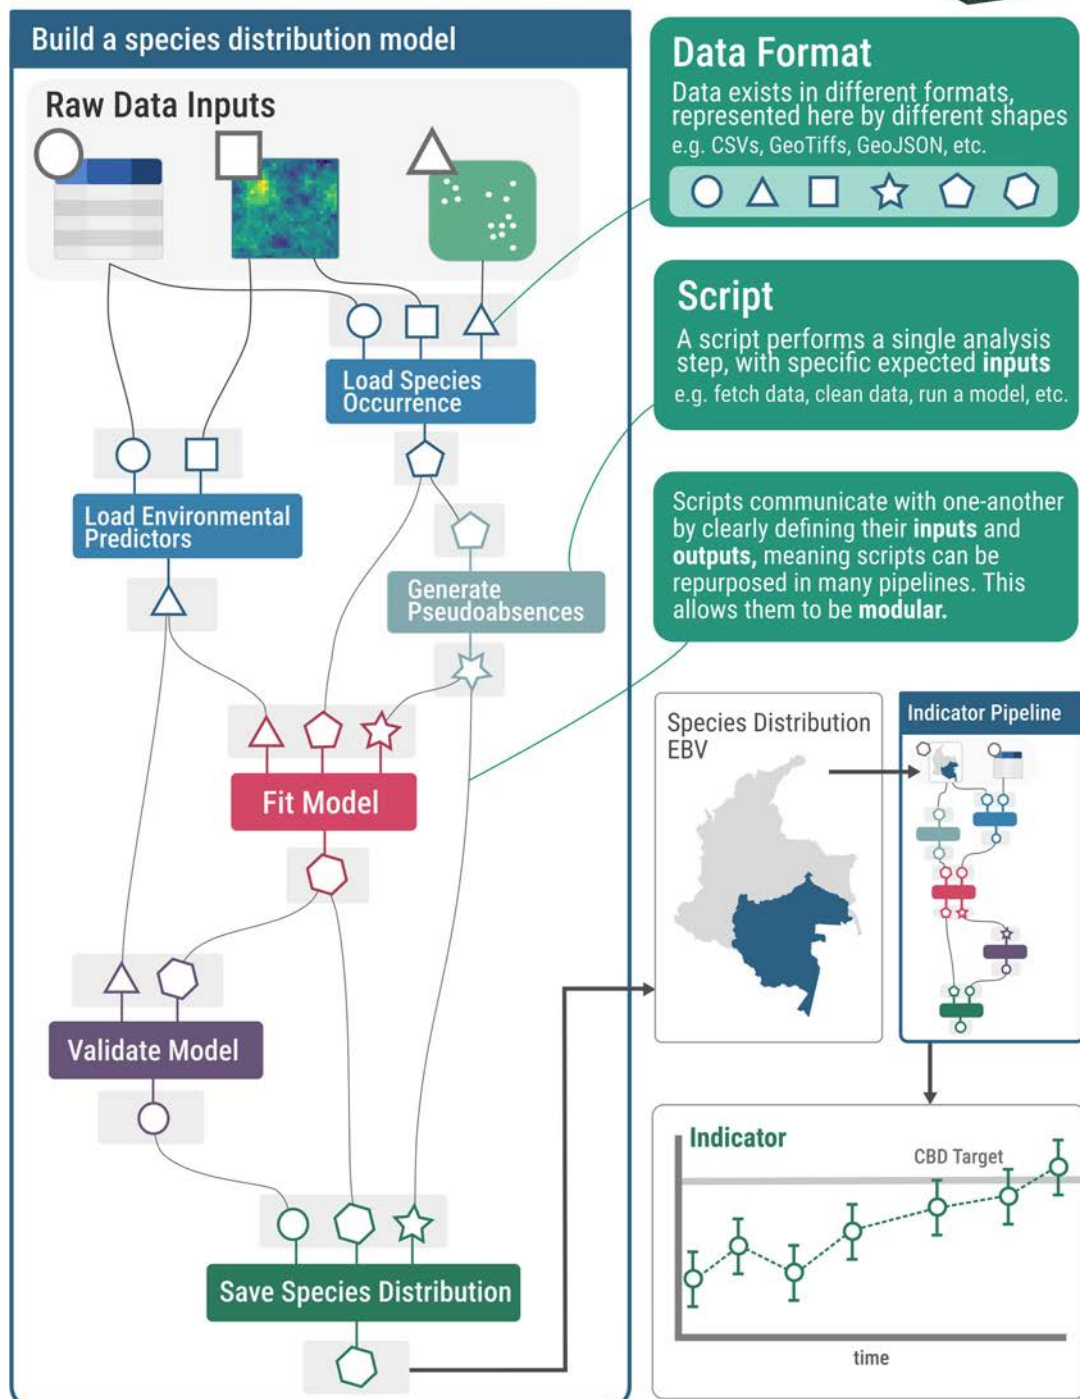 Build a species distribution model
Raw Data Inputs
Load Species
Occurrence
Load Environmental
Predictors
Generate
Pseudoabsences
Fit Model
Validate Model
Save Species Distribution
Data Format
Data exists in different formats,
represented here by different shapes
e.g. CSVs, GeoTiffs, GeoJSON, etc.
Script
A script performs a single analysis
step, with specific expected inputs
e.g. fetch data, clean data, run a model, etc.
Scripts communicate with one-another
by clearly defining their inputs and
outputs, meaning scripts can be
repurposed in many pipelines. This
allows them to be modular.
Species Distribution
EBV
Indicator Pipeline
Indicator
CBD Target
time